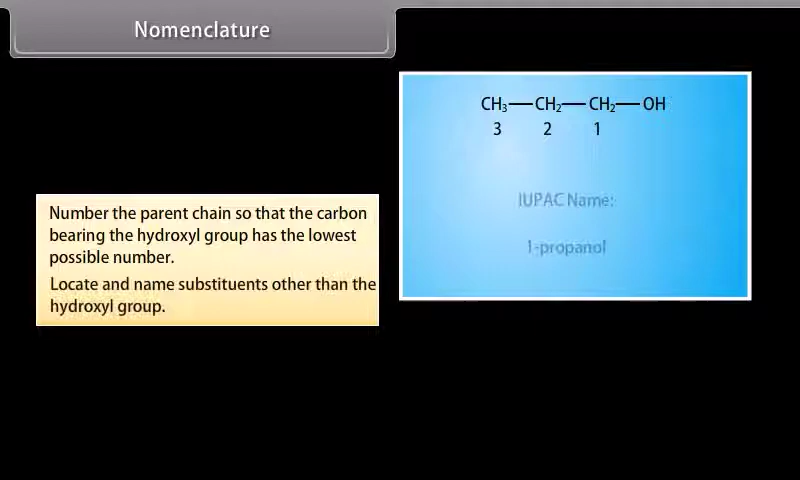 Nomenclature
CH₃—CH₂—CH₂—OH
3 2 1
IUPAC Name:
1-propanol
Number the parent chain so that the carbon
bearing the hydroxyl group has the lowest
possible number.
Locate and name substituents other than the
hydroxyl group.